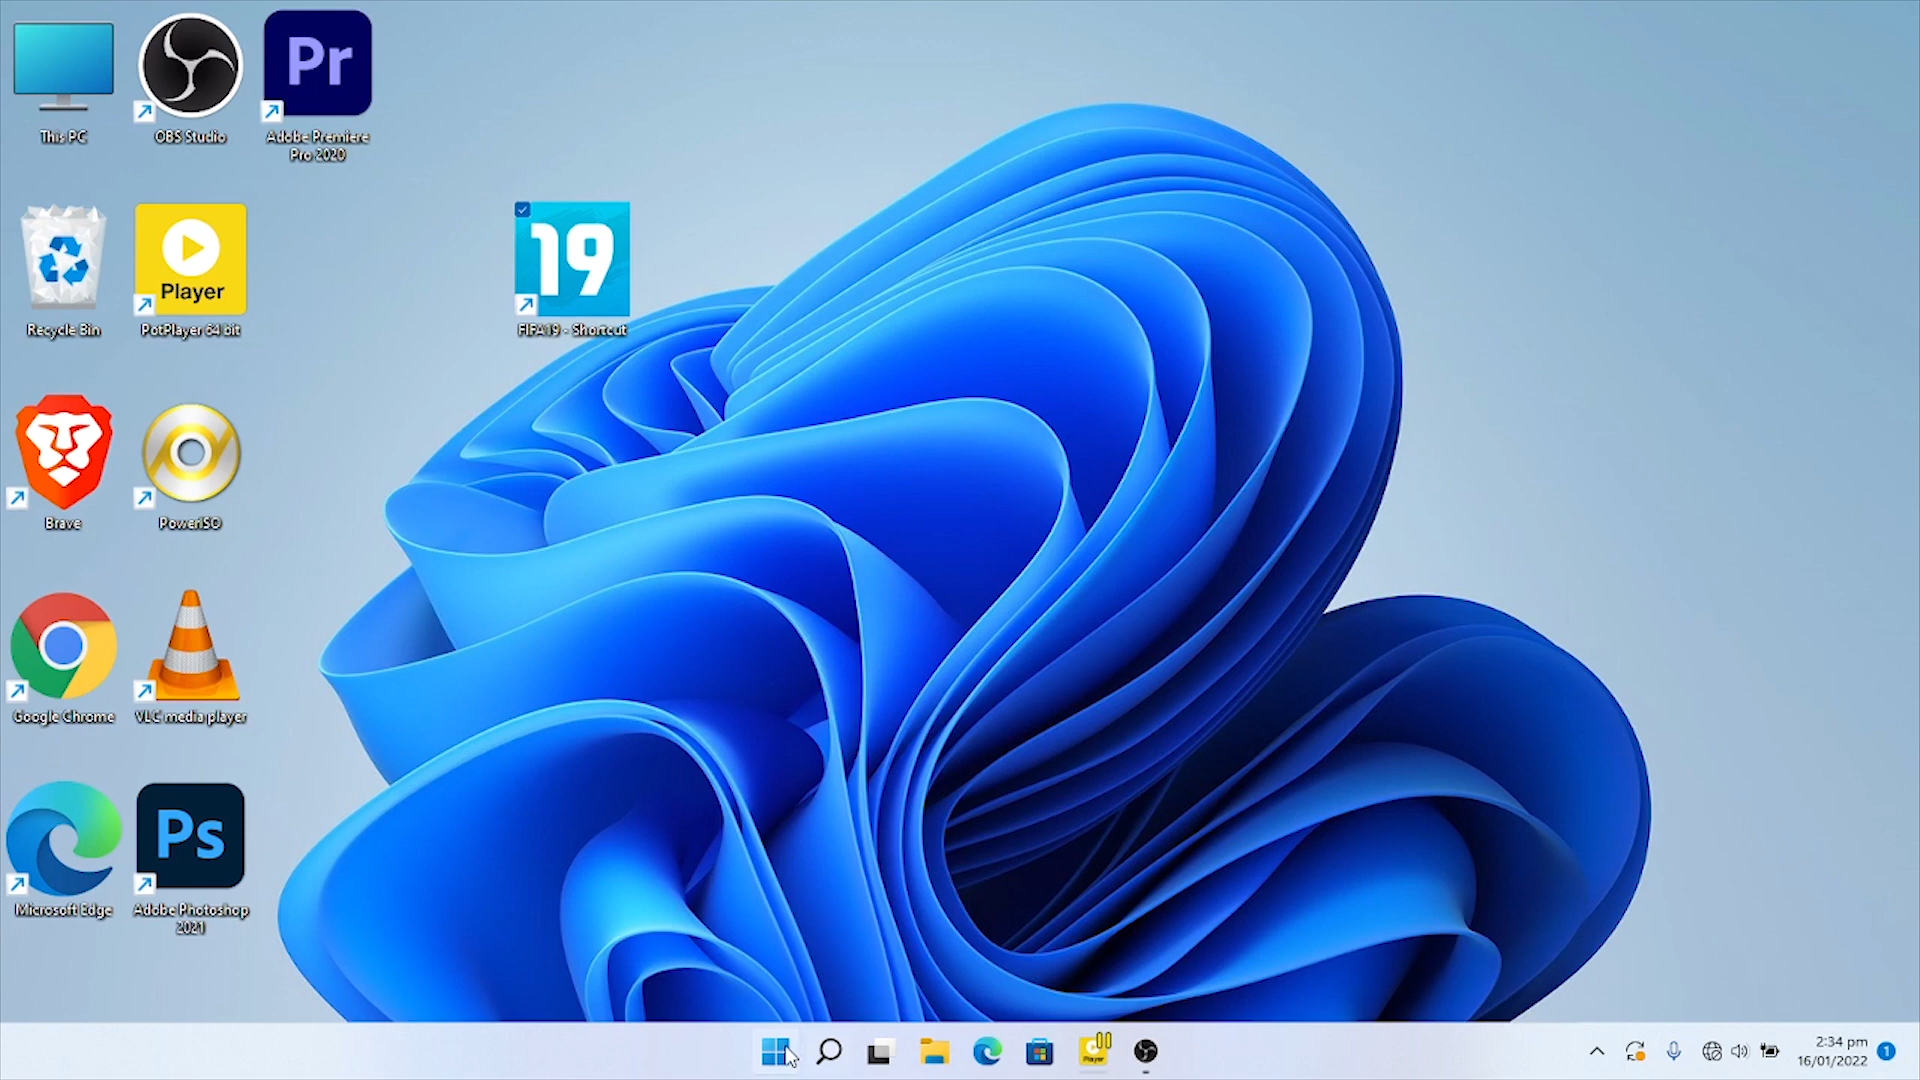 This PC
OBS Studio
Pr
Adobe Premiere
Pro 2020
Recycle Bin
Player
PotPlayer 64 bit
19
FIFA19 - Shortcut
Brave
PowerISO
Google Chrome
VLC media player
Microsoft Edge
Ps
Adobe Photoshop
2021
Player
2:34 pm
16/01/2022
1